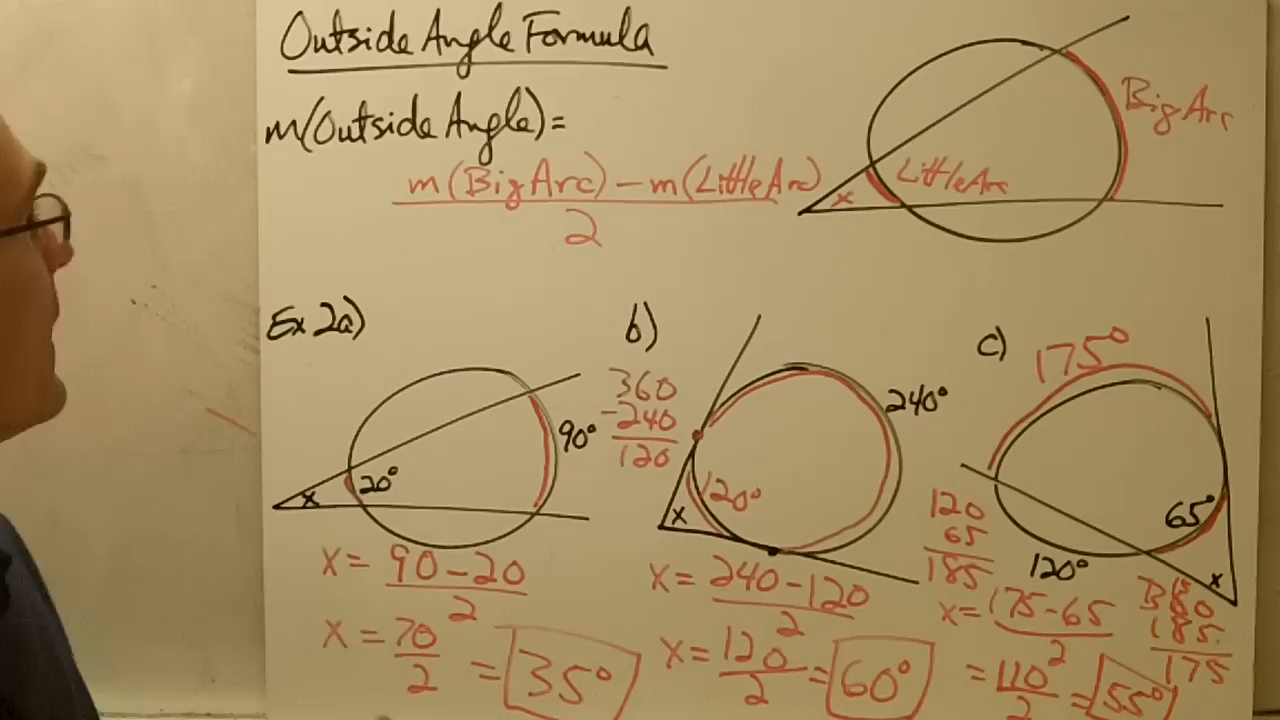 Outside Angle Formula
m(Outside Angle)=
m(Big Arc) – m(Little Arc)
2
Big Arc
Little Arc
x
Ex 2a)
20°
90°
x
x = 90 – 20
2
x = 70
2
= 35°
b)
360
-240
120
240°
120°
x
x = 240 – 120
2
x = 120
2
= 60°
c)
175°
65°
120°
x
120
65
185
x = 175 – 65
2
= 110
2
= 55°
360
185
175